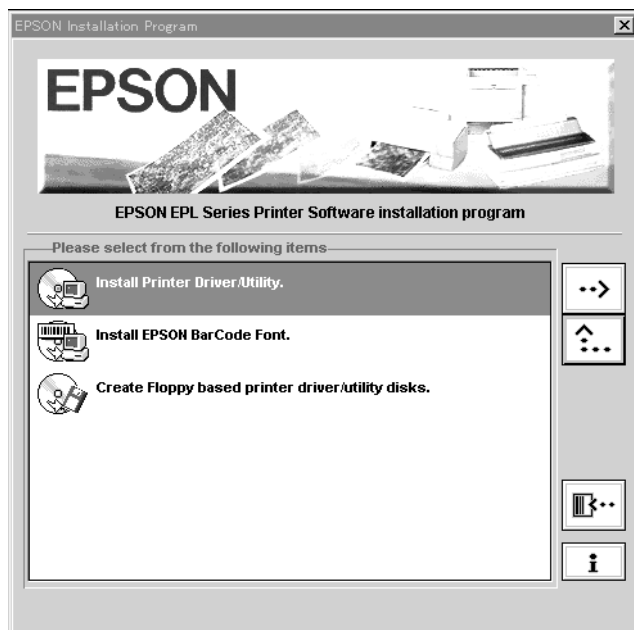 EPSON Installation Program
EPSON
EPSON EPL Series Printer Software installation program
Please select from the following items
Install Printer Driver/Utility.
Install EPSON BarCode Font.
Create Floppy based printer driver/utility disks.
i